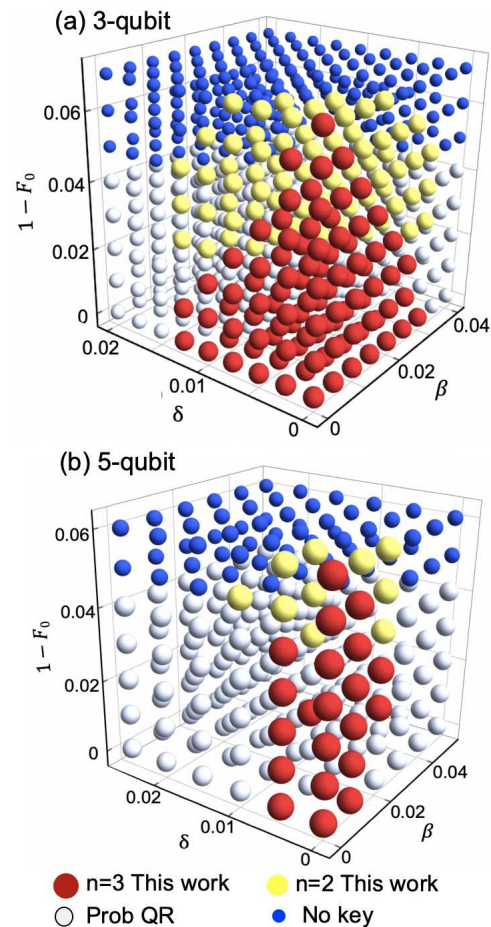 (a) 3-qubit
0.06
0.04
0.02
0
1 − F₀
0.02
0.01
0
δ
0
0.02
0.04
β
(b) 5-qubit
0.06
0.04
0.02
0
1 − F₀
0.02
0.01
0
δ
0
0.02
0.04
β
n=3 This work
n=2 This work
Prob QR
No key